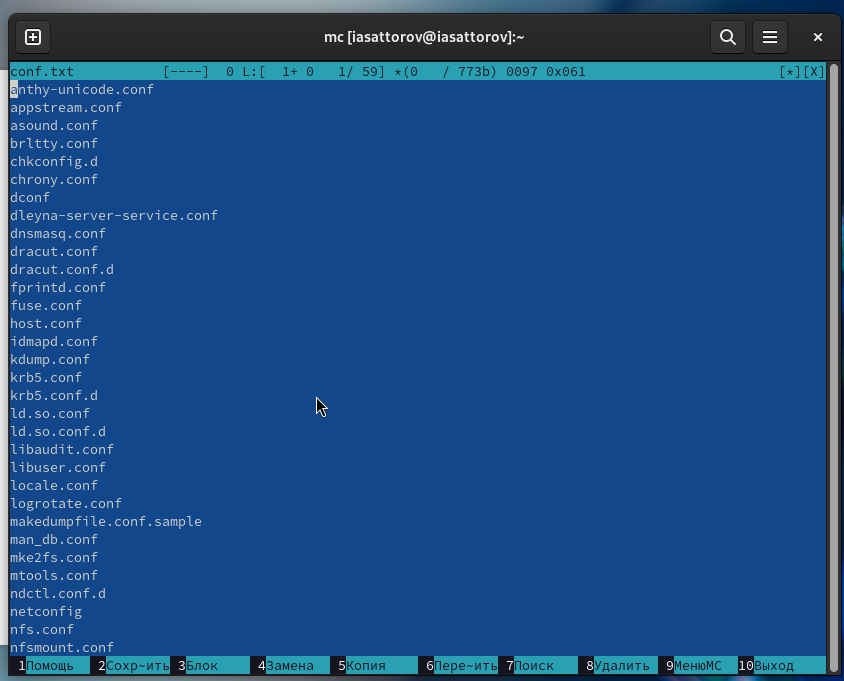 mc [iasattorov@iasattorov]:~
conf.txt [----] 0 L:[ 1+ 0 1/ 59] *(0 / 773b) 0097 0x061 [*][X]
anthy-unicode.conf
appstream.conf
asound.conf
brltty.conf
chkconfig.d
chrony.conf
dconf
dleyna-server-service.conf
dnsmasq.conf
dracut.conf
dracut.conf.d
fprintd.conf
fuse.conf
host.conf
idmapd.conf
kdump.conf
krb5.conf
krb5.conf.d
ld.so.conf
ld.so.conf.d
libaudit.conf
libuser.conf
locale.conf
logrotate.conf
makedumpfile.conf.sample
man_db.conf
mke2fs.conf
mtools.conf
ndctl.conf.d
netconfig
nfs.conf
nfsmount.conf
1Помощь 2Сохр~ить 3Блок 4Замена 5Копия 6Пере~ить 7Поиск 8Удалить 9МенюMC 10Выход